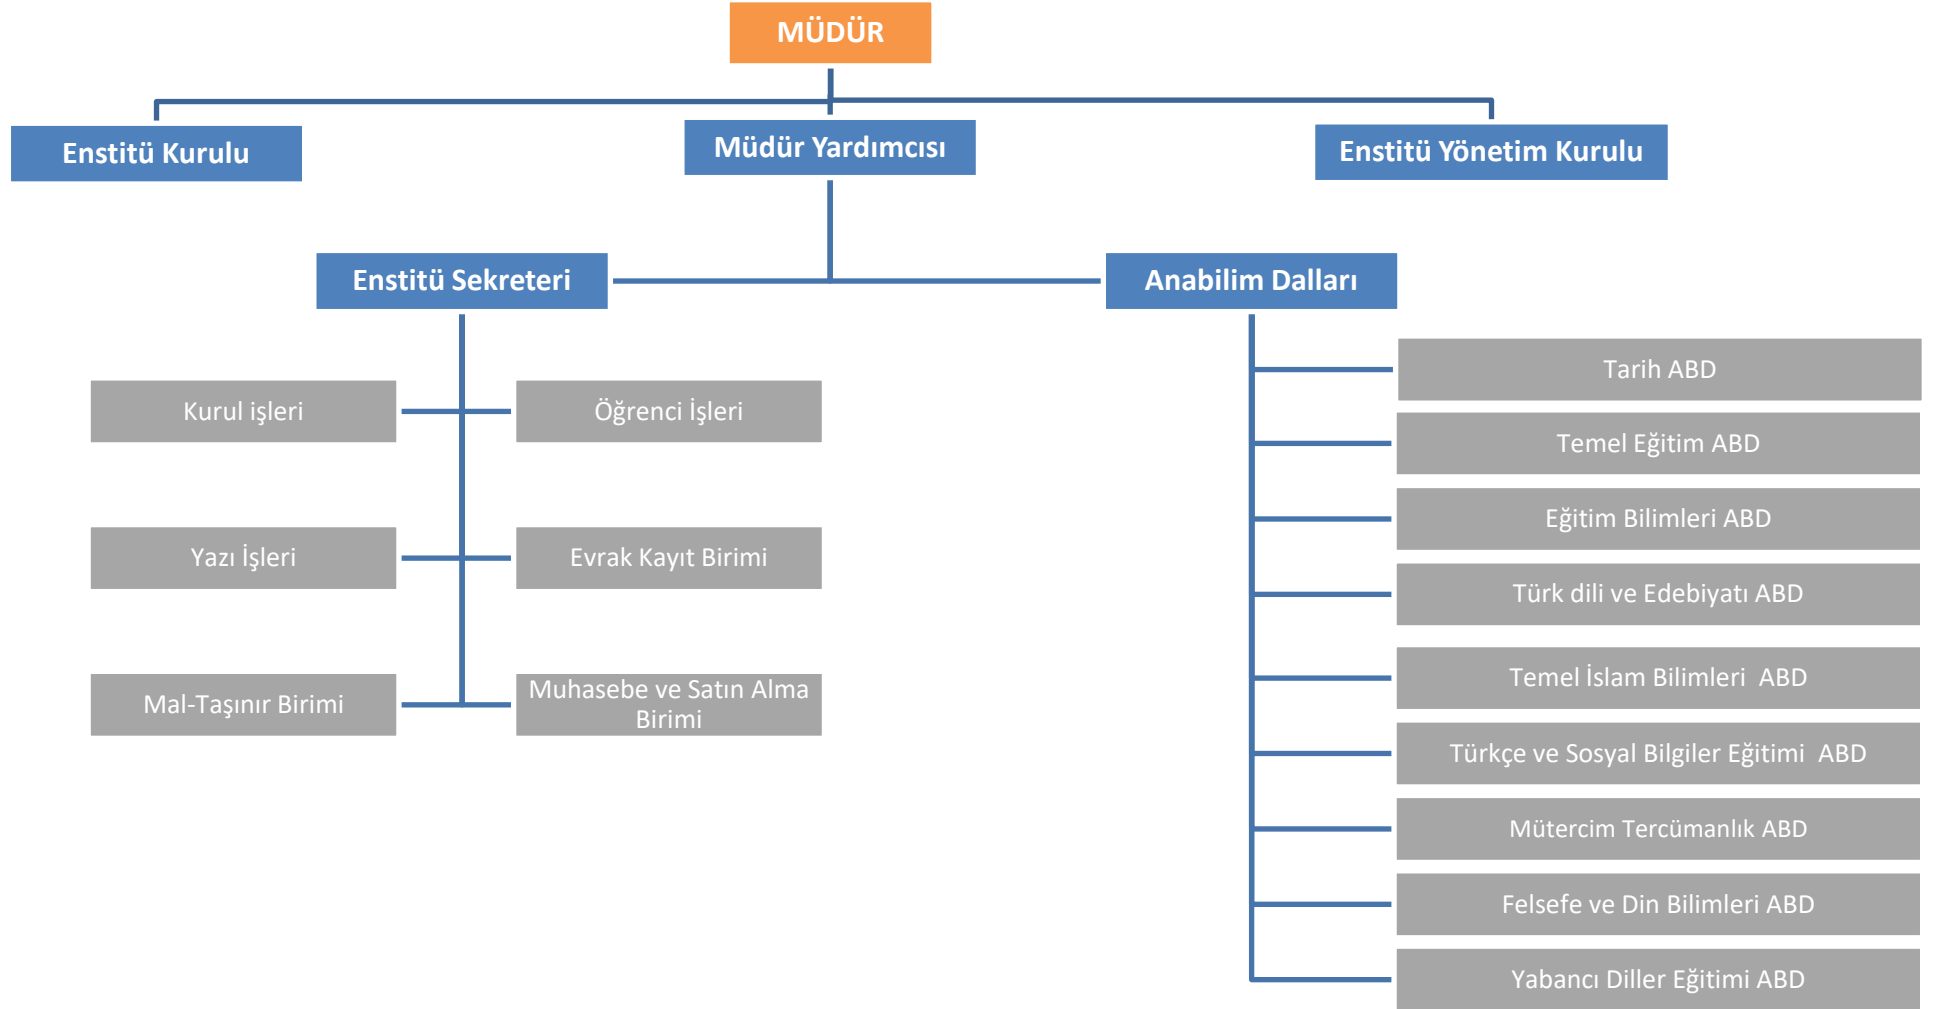 MÜDÜR
Enstitü Kurulu
Müdür Yardımcısı
Enstitü Yönetim Kurulu
Enstitü Sekreteri
Anabilim Dalları
Kurul işleri
Öğrenci İşleri
Yazı İşleri
Evrak Kayıt Birimi
Mal-Taşınır Birimi
Muhasebe ve Satın Alma
Birimi
Tarih ABD
Temel Eğitim ABD
Eğitim Bilimleri ABD
Türk dili ve Edebiyatı ABD
Temel İslam Bilimleri  ABD
Türkçe ve Sosyal Bilgiler Eğitimi  ABD
Mütercim Tercümanlık ABD
Felsefe ve Din Bilimleri ABD
Yabancı Diller Eğitimi ABD